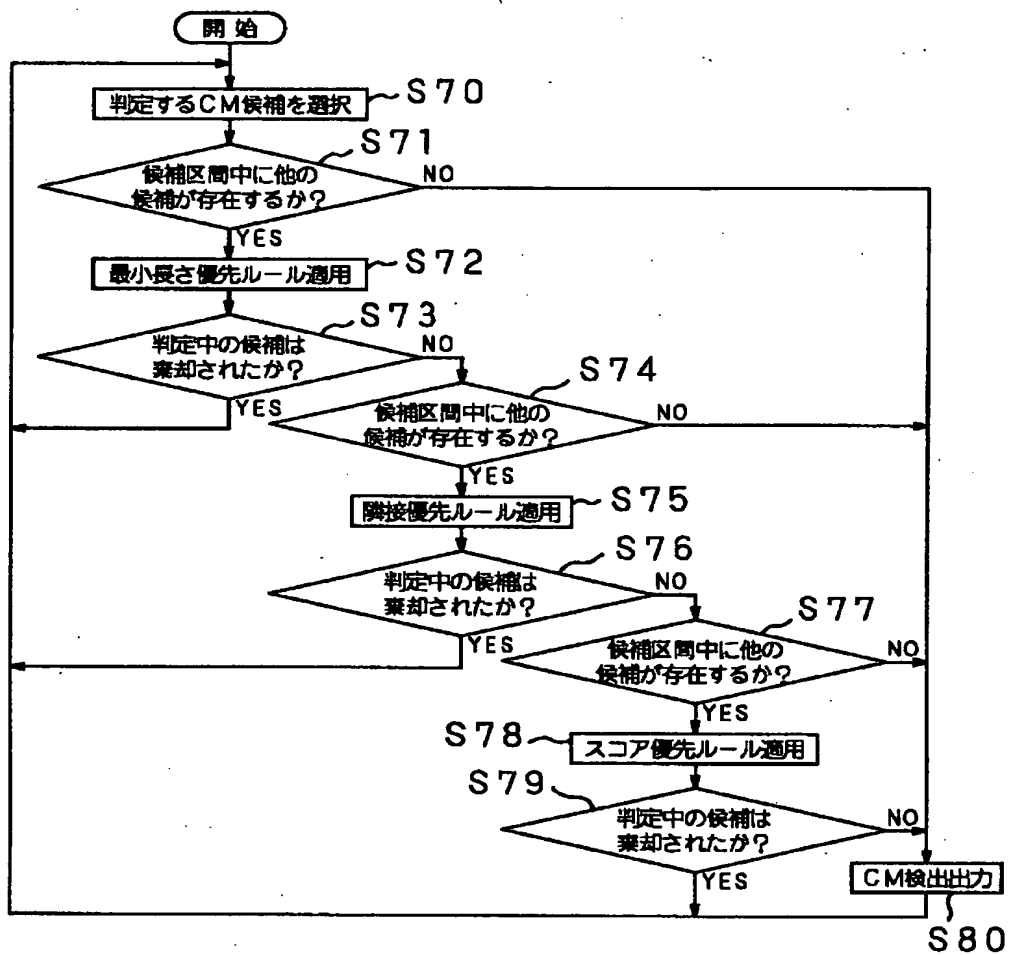 開始
判定するCM候補を選択
S70
S71
候補区間中に他の
候補が存在するか?
NO
YES
最小長さ優先ルール適用
S72
S73
判定中の候補は
棄却されたか?
NO
YES
S74
候補区間中に他の
候補が存在するか?
NO
YES
隣接優先ルール適用
S75
S76
判定中の候補は
棄却されたか?
NO
YES
S77
候補区間中に他の
候補が存在するか?
NO
YES
S78
スコア優先ルール適用
S79
判定中の候補は
棄却されたか?
NO
YES
CM検出出力
S80